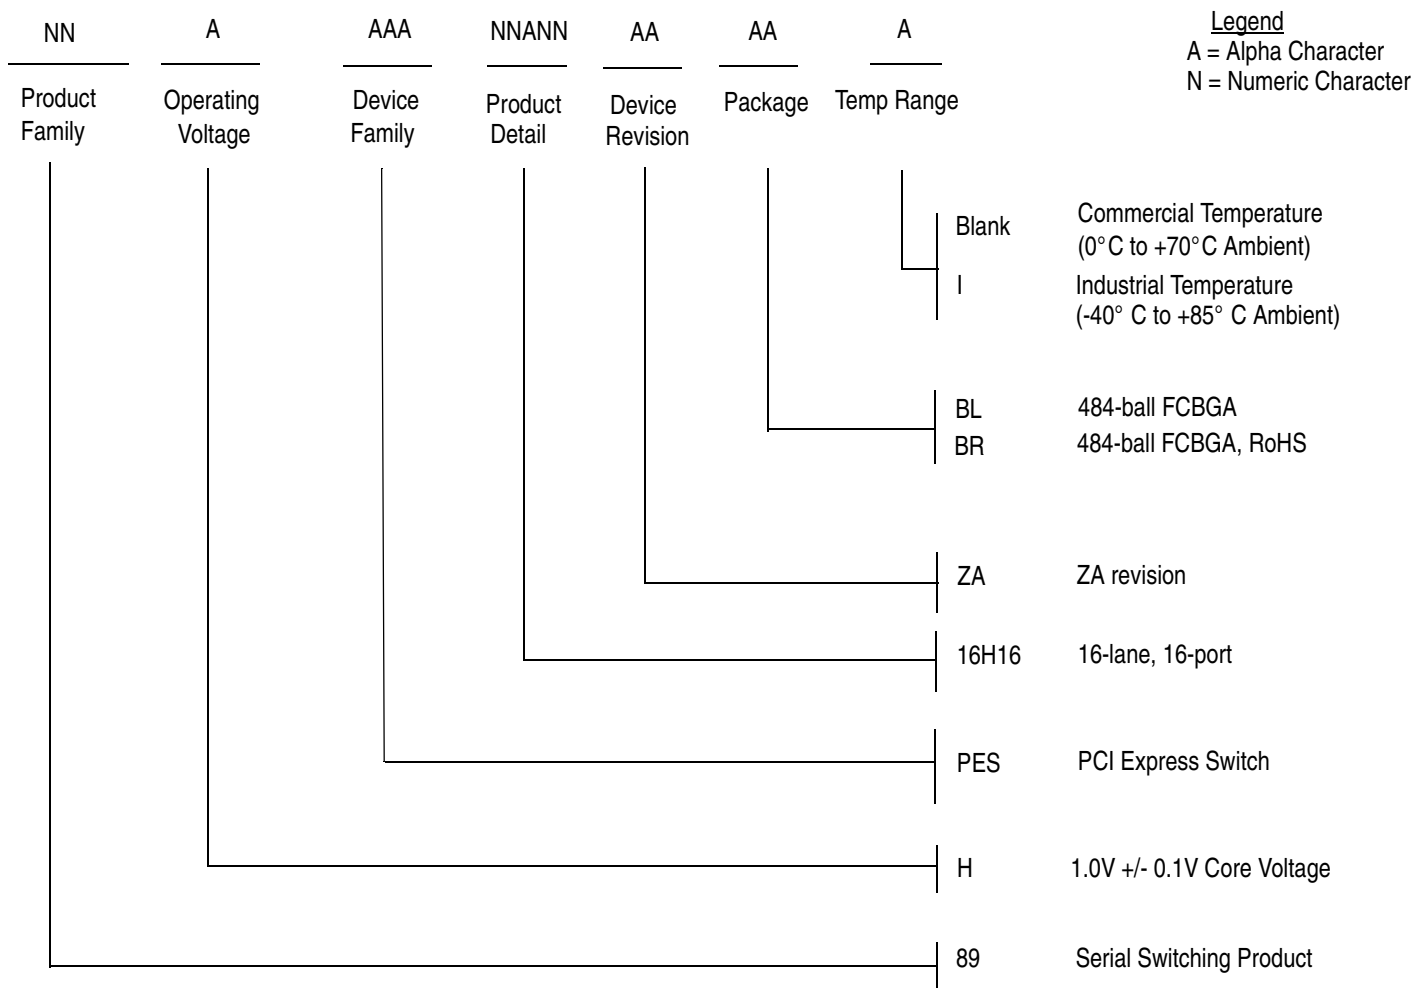 NN A AAA NNANN AA AA A
Legend
A = Alpha Character
N = Numeric Character
Product Family
Operating Voltage
Device Family
Product Detail
Device Revision
Package
Temp Range
Blank Commercial Temperature
(0°C to +70°C Ambient)
I Industrial Temperature
(-40° C to +85° C Ambient)
BL 484-ball FCBGA
BR 484-ball FCBGA, RoHS
ZA ZA revision
16H16 16-lane, 16-port
PES PCI Express Switch
H 1.0V +/- 0.1V Core Voltage
89 Serial Switching Product